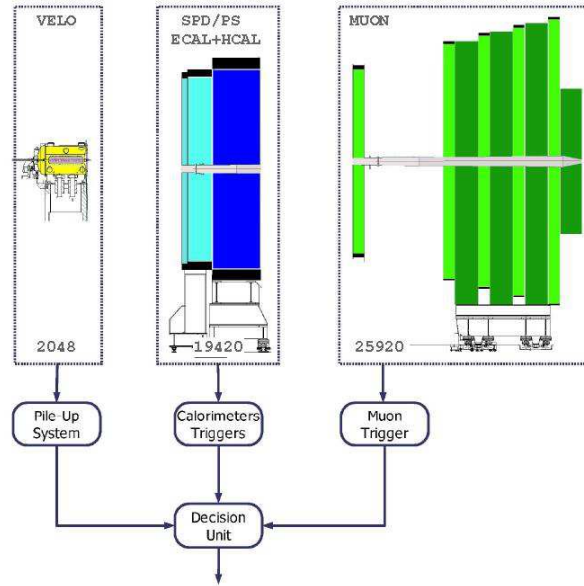 VELO
SPD/PS
ECAL+HCAL
MUON
2048
19420
25920
Pile-Up
System
Calorimeters
Triggers
Muon
Trigger
Decision
Unit